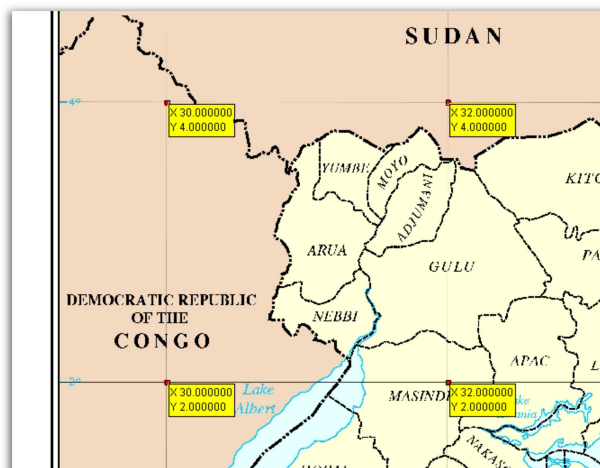 SUDAN
4°
X 30.000000
Y 4.000000
X 32.000000
Y 4.000000
YUMBE
MOYO
ADJUMANI
KITG
ARUA
GULU
PA
DEMOCRATIC REPUBLIC
OF THE
CONGO
NEBBI
APAC
L
2°
X 30.000000
Y 2.000000
Lake
Albert
MASINDI
X 32.000000
Y 2.000000
NAKAS